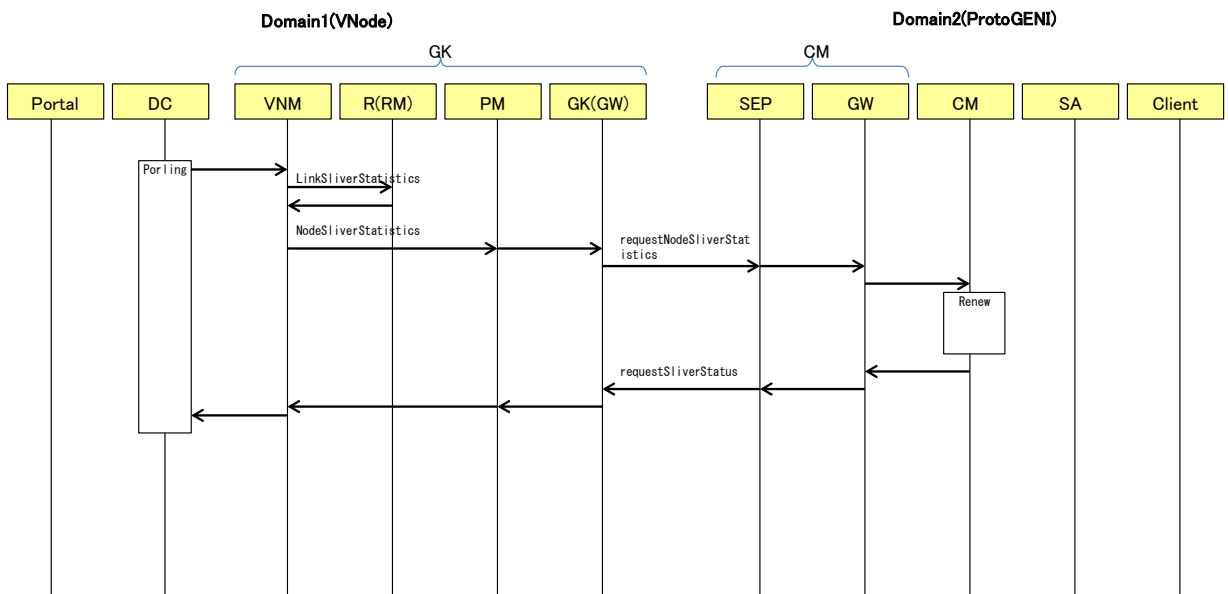 Domain1(VNode)
Domain2(ProtoGENI)
GK
CM
Portal
DC
VNM
R(RM)
PM
GK(GW)
SEP
GW
CM
SA
Client
Porling
LinkSliverStatistics
NodeSliverStatistics
requestNodeSliverStat
istics
Renew
requestSliverStatus